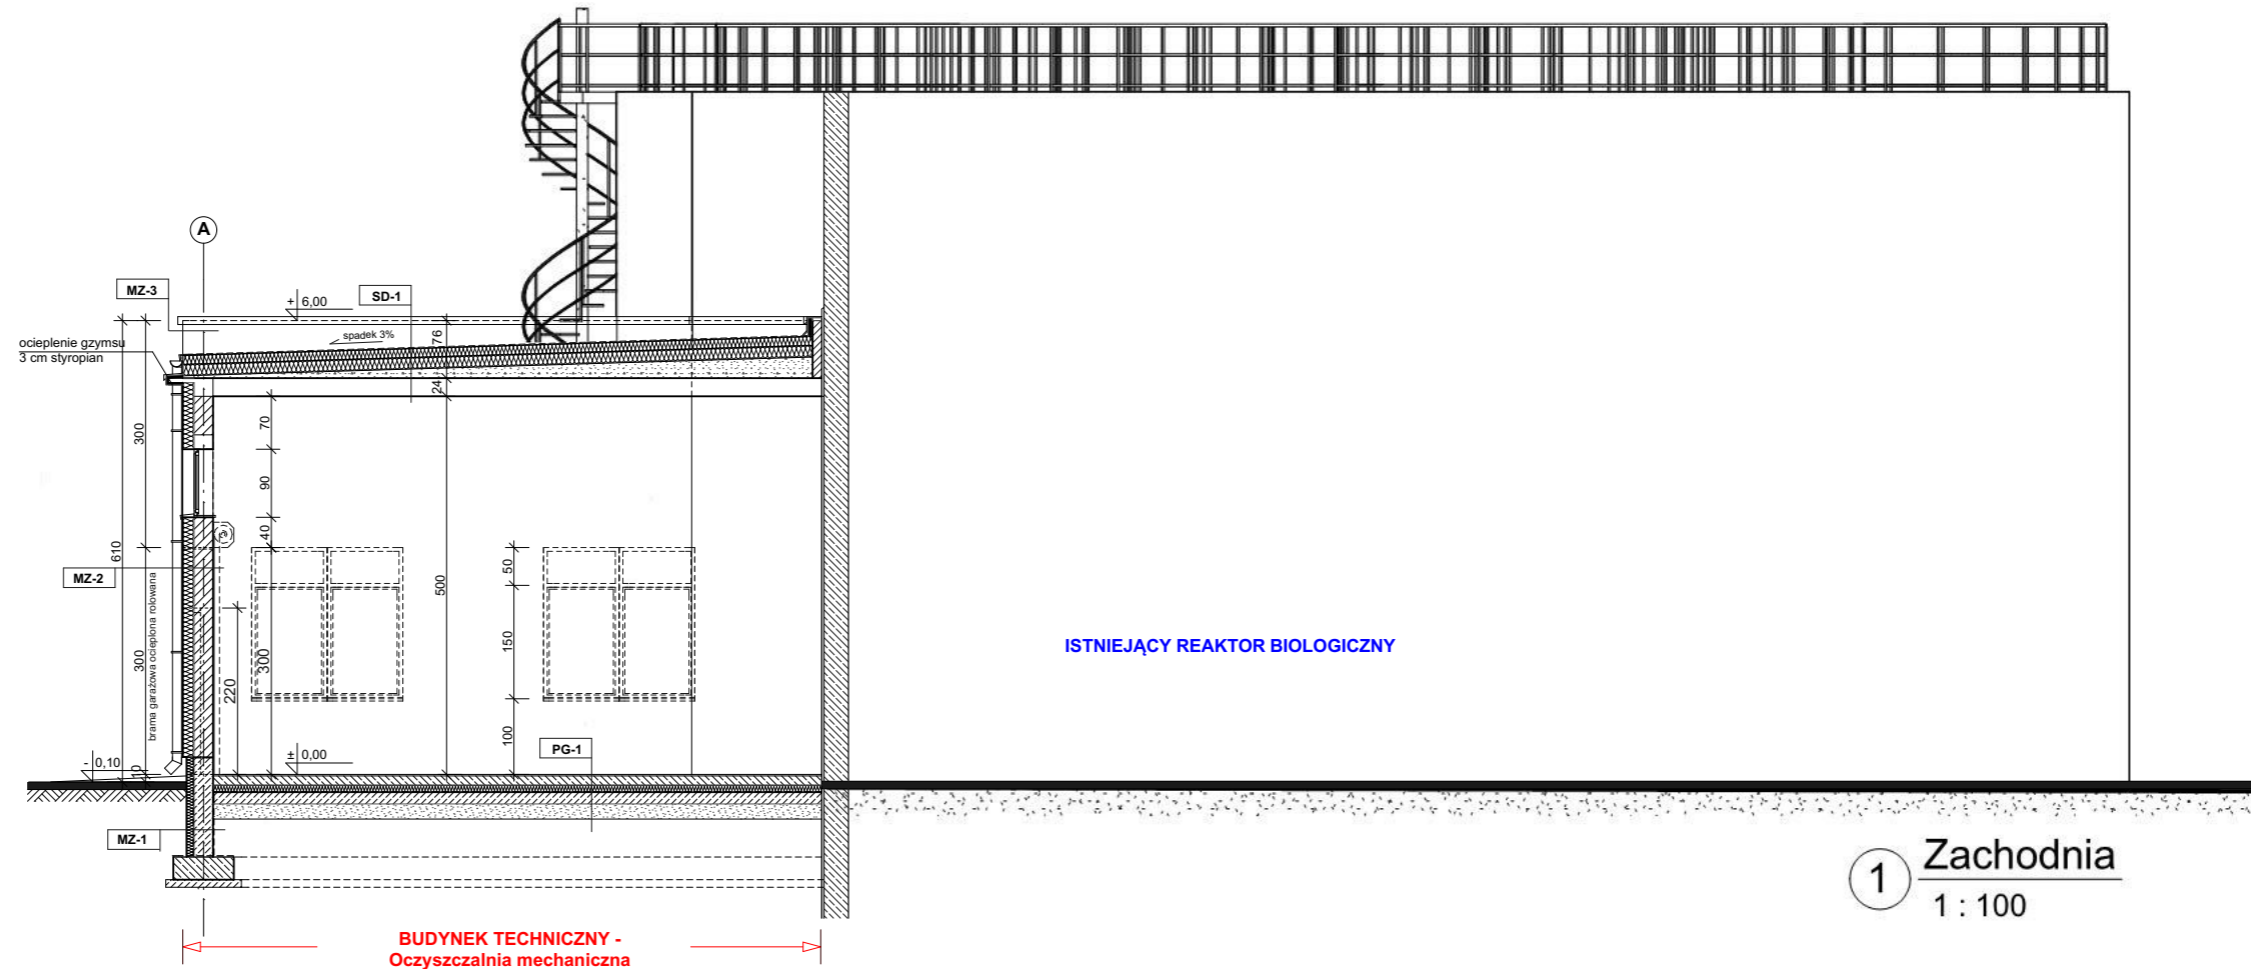 A
MZ-3
SD-1
+ 6,00
spadek 3%
76
ocieplenie gzymsu
3 cm styropian
24
300
70
90
40
610
MZ-2
50
500
150
brama garażowa ocieplona rolowana
300
220
300
100
PG-1
± 0,00
- 0,10
10
MZ-1
ISTNIEJĄCY REAKTOR BIOLOGICZNY
1 Zachodnia
1 : 100
BUDYNEK TECHNICZNY -
Oczyszczalnia mechaniczna